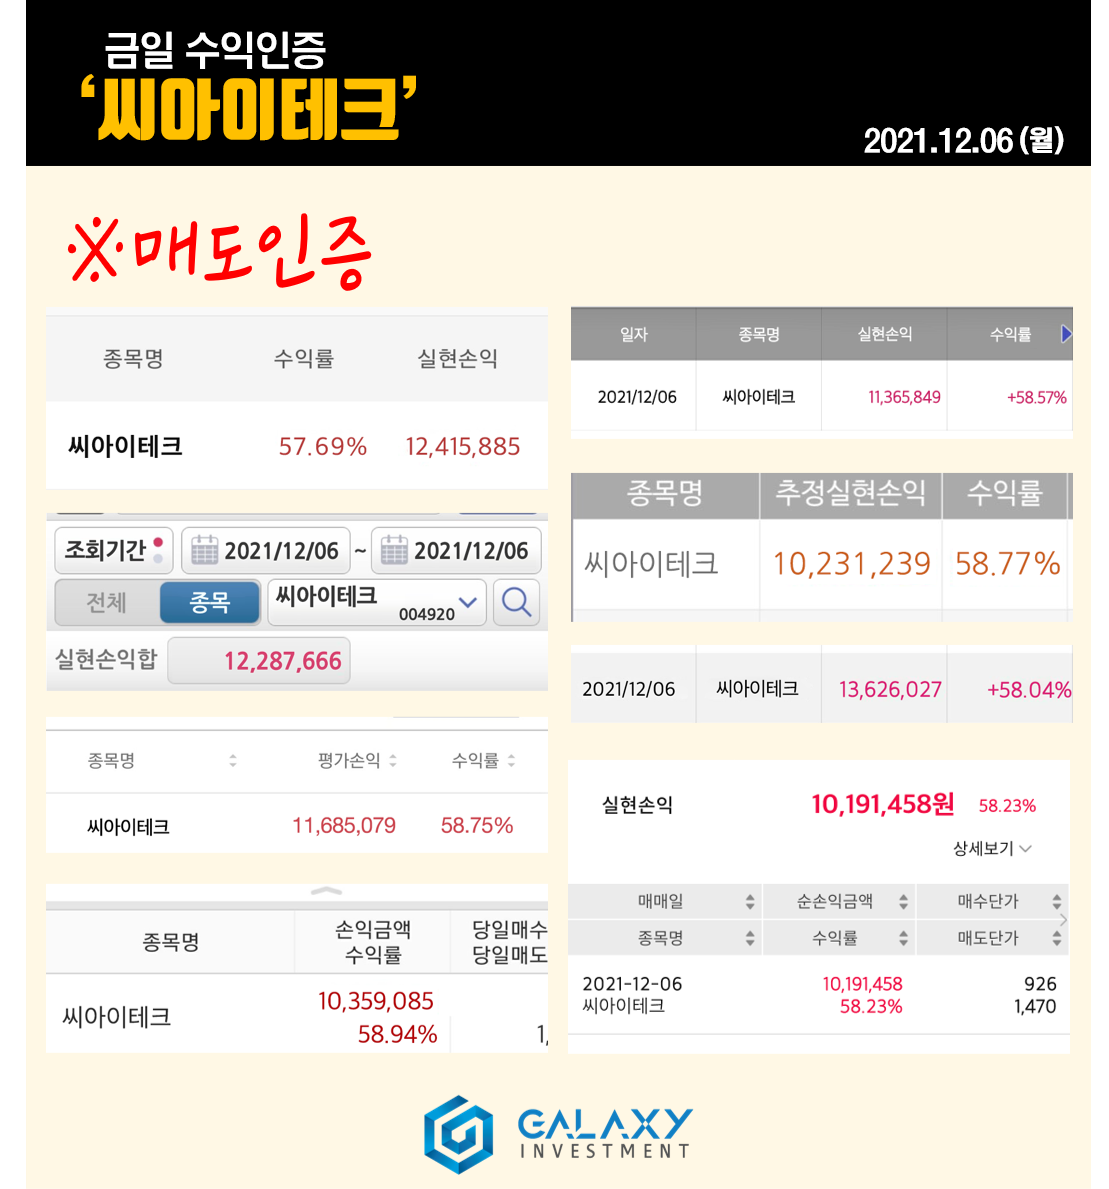 금일 수익인증
‘씨아이테크’
2021.12.06 (월)
※매도인증
종목명 수익률 실현손익
씨아이테크 57.69% 12,415,885
조회기간 2021/12/06 ~ 2021/12/06
전체 종목 씨아이테크 004920
실현손익합 12,287,666
종목명 평가손익 수익률
씨아이테크 11,685,079 58.75%
종목명 손익금액 당일매수
수익률 당일매도
씨아이테크 10,359,085
58.94% 1,
일자 종목명 실현손익 수익률
2021/12/06 씨아이테크 11,365,849 +58.57%
종목명 추정실현손익 수익률
씨아이테크 10,231,239 58.77%
2021/12/06 씨아이테크 13,626,027 +58.04%
실현손익 10,191,458원 58.23%
상세보기
매매일 순손익금액 매수단가
종목명 수익률 매도단가
2021-12-06 10,191,458 926
씨아이테크 58.23% 1,470
GALAXY
INVESTMENT